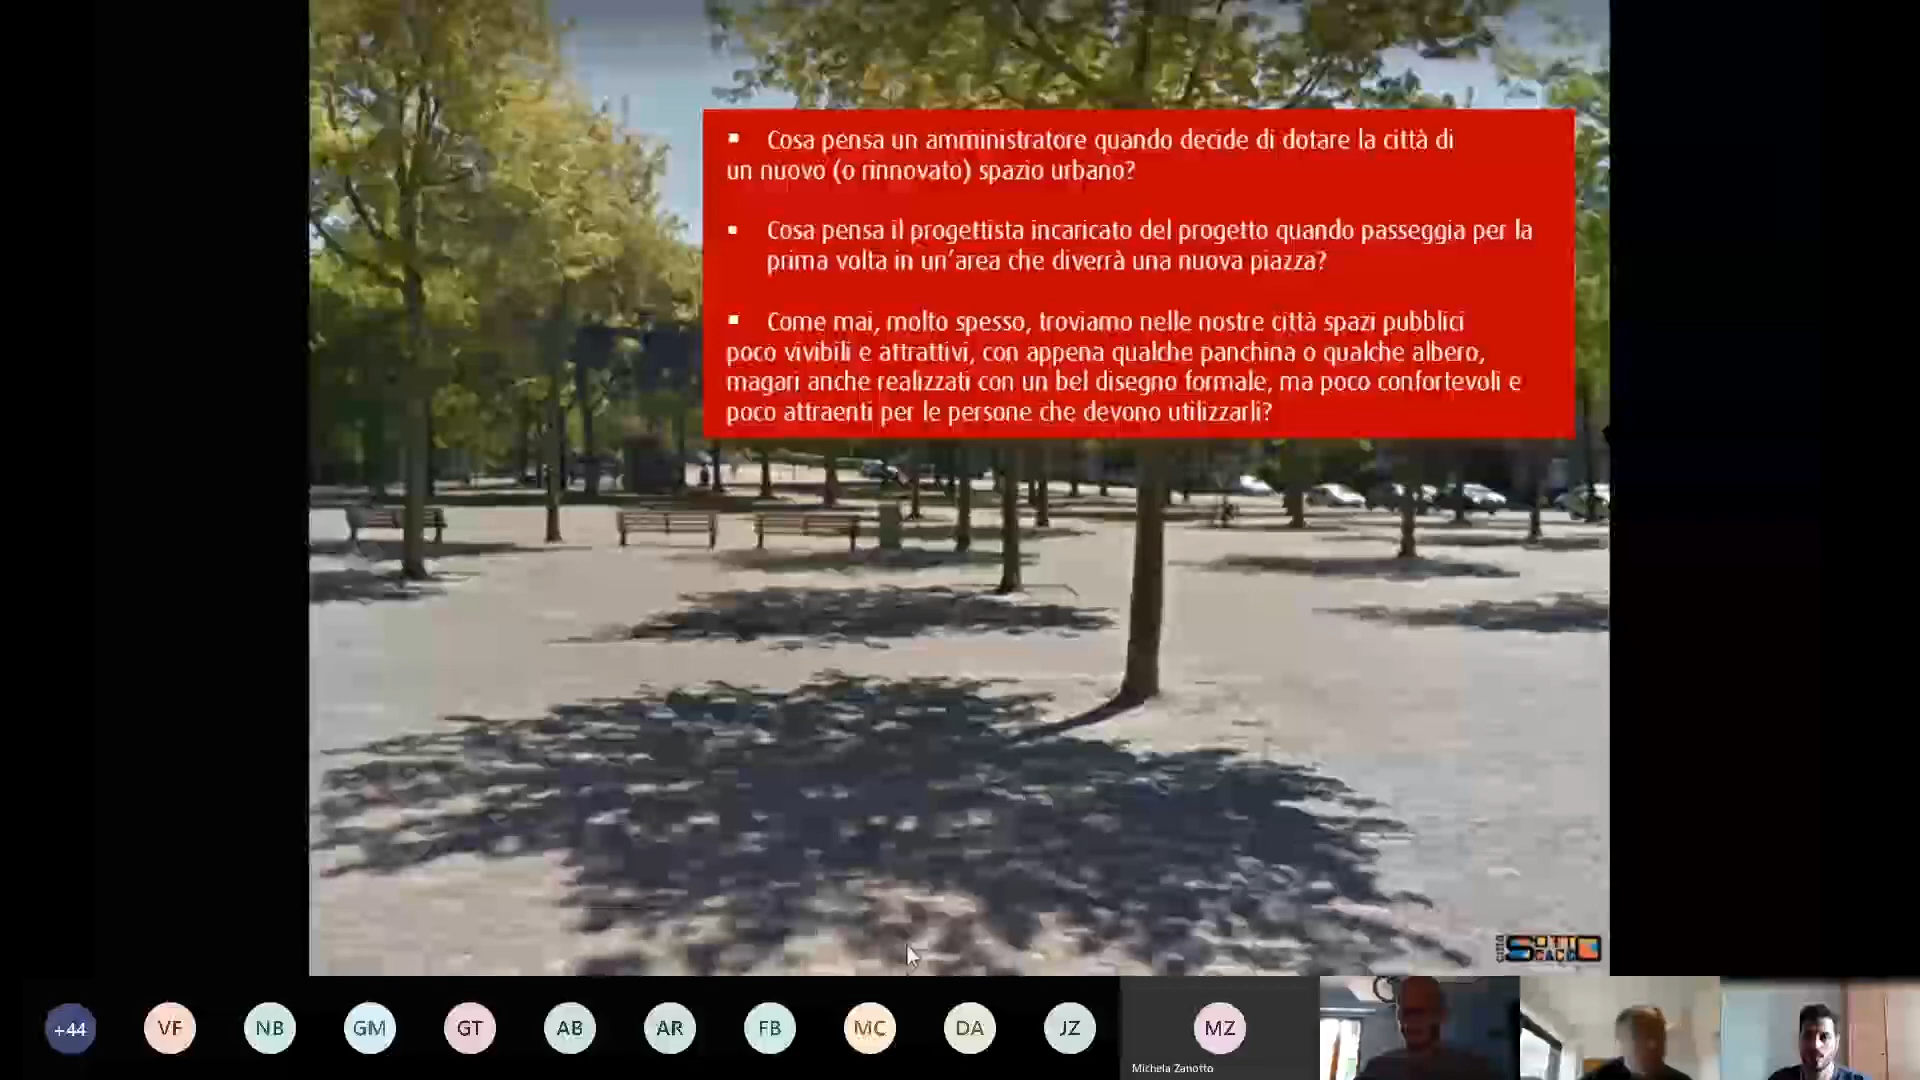 ▪ Cosa pensa un amministratore quando decide di dotare la città di
un nuovo (o rinnovato) spazio urbano?
▪ Cosa pensa il progettista incaricato del progetto quando passeggia per la
prima volta in un'area che diverrà una nuova piazza?
▪ Come mai, molto spesso, troviamo nelle nostre città spazi pubblici
poco vivibili e attrattivi, con appena qualche panchina o qualche albero,
magari anche realizzati con un bel disegno formale, ma poco confortevoli e
poco attraenti per le persone che devono utilizzarli?
+44
VF
NB
GM
GT
AB
AR
FB
MC
DA
JZ
MZ
Michela Zanotto